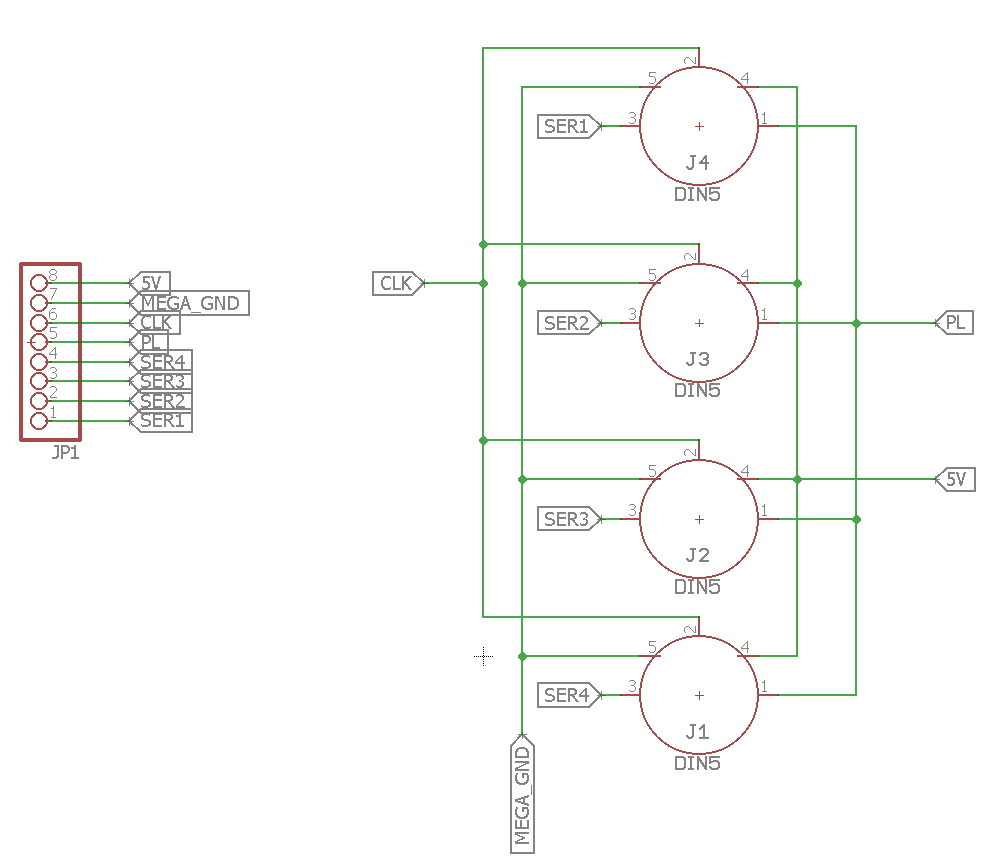 8 5V
7 MEGA_GND
6 CLK
5 PL
4 SER4
3 SER3
2 SER2
1 SER1
JP1
CLK
2
5 4
SER1 3 1
J4
DIN5
2
5 4
SER2 3 1
J3
DIN5
PL
2
5 4
SER3 3 1
J2
DIN5
5V
2
5 4
SER4 3 1
J1
DIN5
MEGA_GND